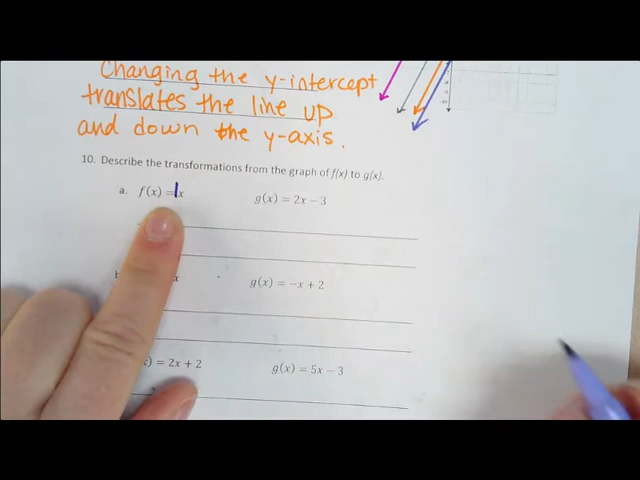 Changing the y-intercept
translates the line up
and down the y-axis.
10. Describe the transformations from the graph of f(x) to g(x).
a. f(x) = 1x g(x) = 2x − 3
x g(x) = −x + 2
x) = 2x + 2 g(x) = 5x − 3